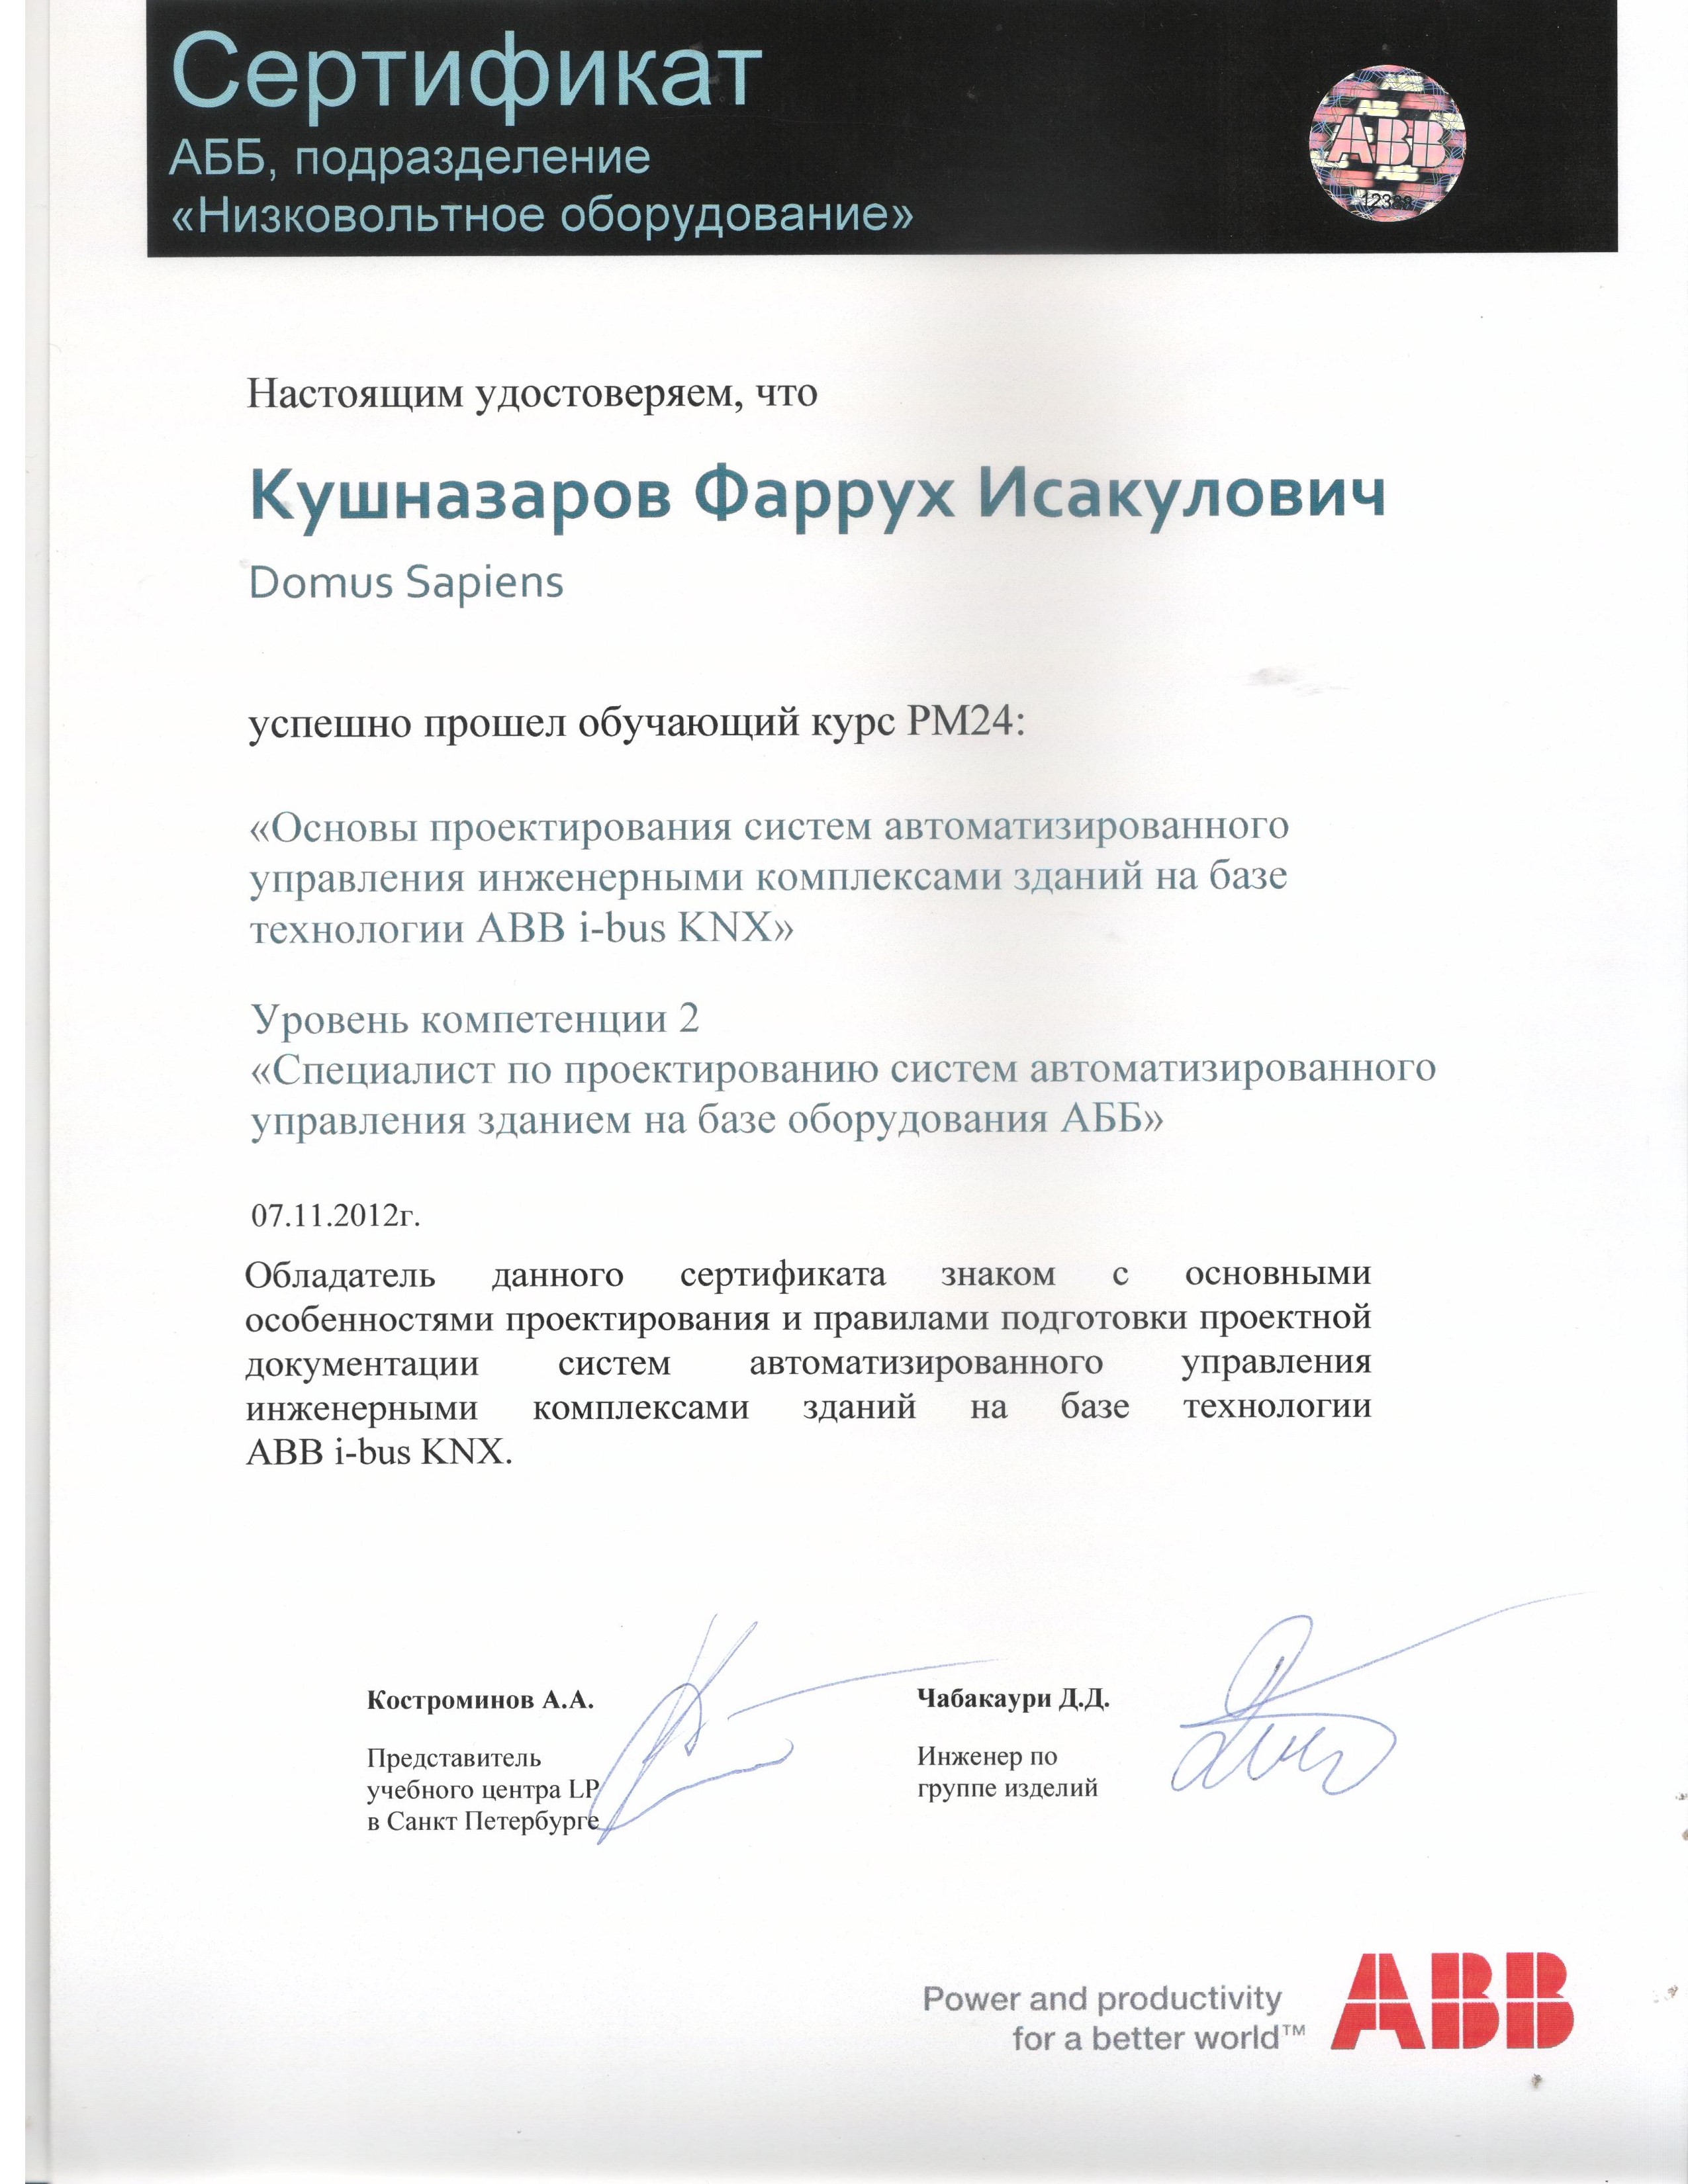 Сертификат
АББ, подразделение
«Низковольтное оборудование»
ABB
Настоящим удостоверяем, что
Кушназаров Фаррух Исакулович
Domus Sapiens
успешно прошел обучающий курс РМ24:
«Основы проектирования систем автоматизированного
управления инженерными комплексами зданий на базе
технологии ABB i-bus KNX»
Уровень компетенции 2
«Специалист по проектированию систем автоматизированного
управления зданием на базе оборудования АББ»
07.11.2012г.
Обладатель данного сертификата знаком с основными
особенностями проектирования и правилами подготовки проектной
документации систем автоматизированного управления
инженерными комплексами зданий на базе технологии
ABB i-bus KNX.
Костроминов А.А.
Представитель
учебного центра LP
в Санкт Петербурге
Чабакаури Д.Д.
Инженер по
группе изделий
Power and productivity
for a better world™
ABB